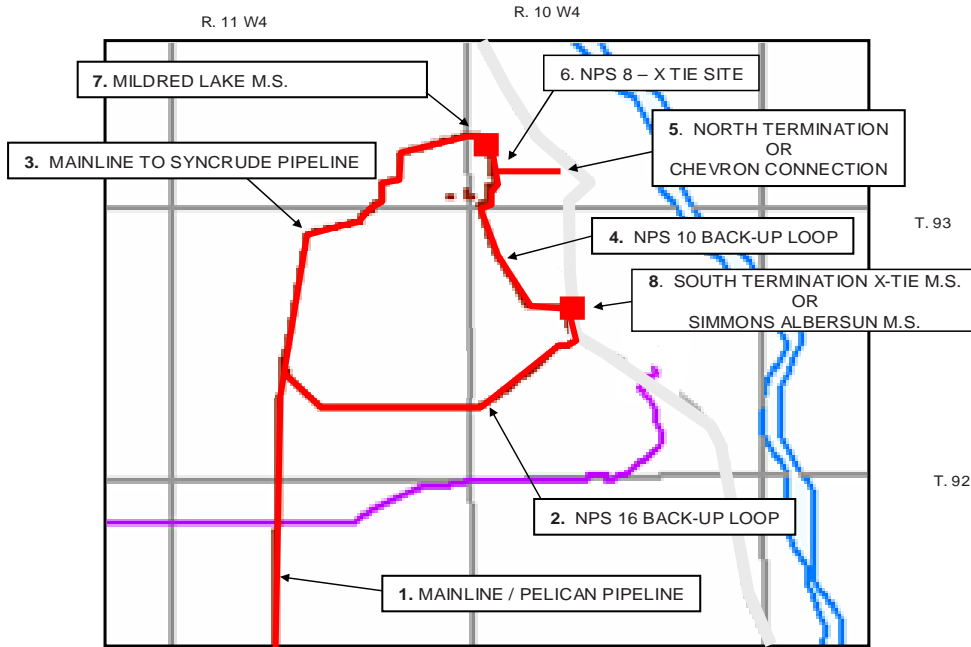 R. 11 W4
R. 10 W4
7. MILDRED LAKE M.S.
6. NPS 8 – X TIE SITE
5. NORTH TERMINATION
OR
CHEVRON CONNECTION
3. MAINLINE TO SYNCRUDE PIPELINE
T. 93
4. NPS 10 BACK-UP LOOP
8. SOUTH TERMINATION X-TIE M.S.
OR
SIMMONS ALBERSUN M.S.
T. 92
2. NPS 16 BACK-UP LOOP
1. MAINLINE / PELICAN PIPELINE